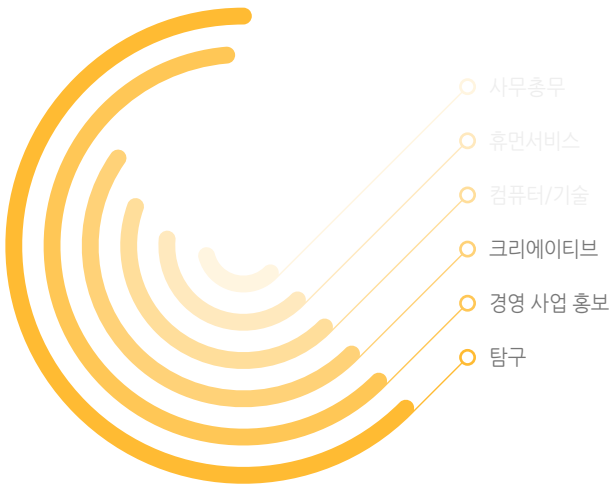 사무총무
휴먼서비스
컴퓨터/기술
크리에이티브
경영 사업 홍보
탐구